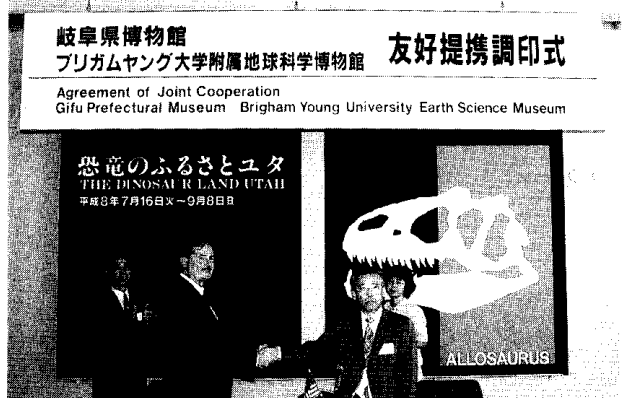 岐阜県博物館
ブリガムヤング大学附属地球科学博物館
友好提携調印式
Agreement of Joint Cooperation
Gifu Prefectural Museum Brigham Young University Earth Science Museum
恐竜のふるさとユタ
THE DINOSAUR LAND UTAH
平成8年7月16日火～9月8日日
ALLOSAURUS